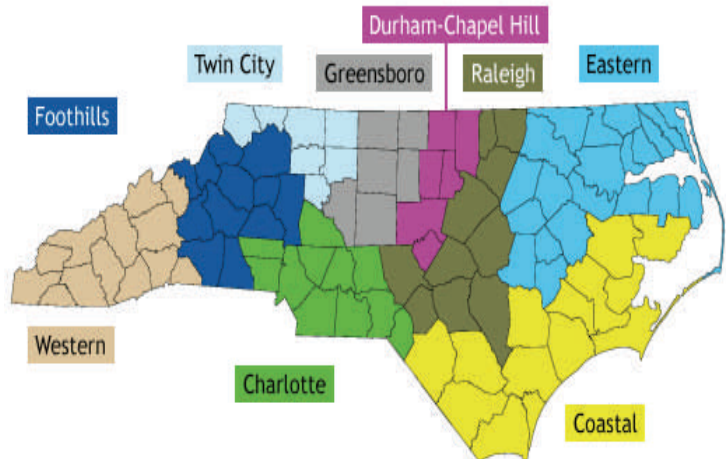 Durham-Chapel Hill
Twin City
Greensboro
Raleigh
Eastern
Foothills
Western
Charlotte
Coastal